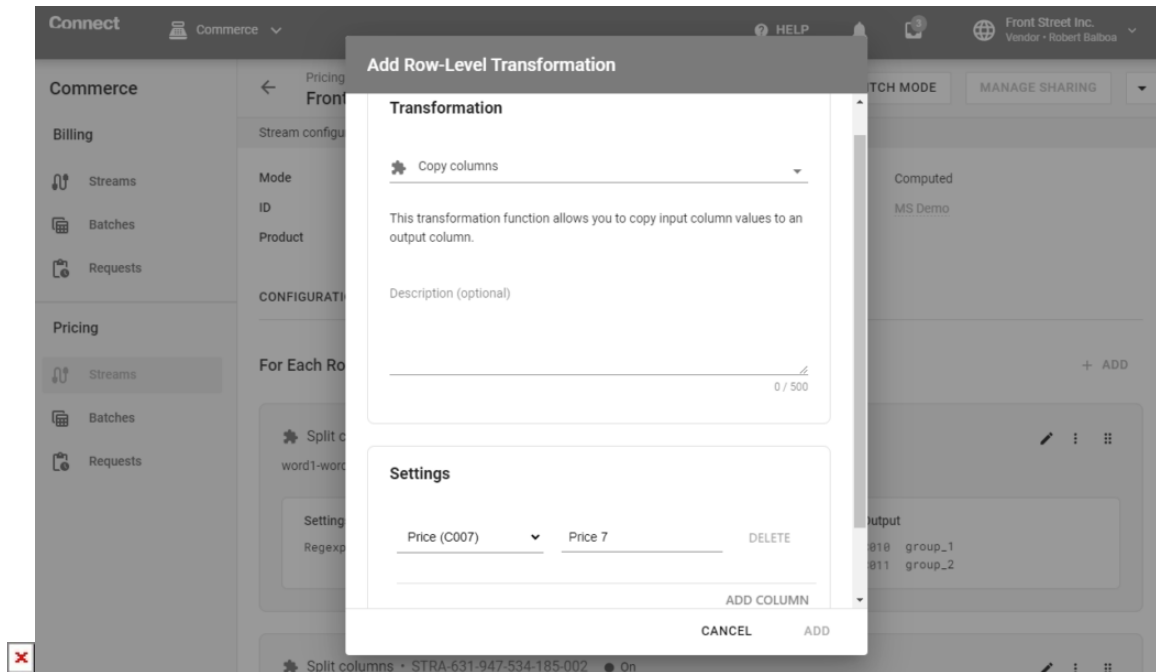 Connect
Commerce
HELP
3
Front Street Inc.
Vendor • Robert Balboa
Add Row-Level Transformation
Commerce
Pricing
Front
TCH MODE
MANAGE SHARING
Billing
Stream configu
Streams
Batches
Requests
Mode
ID
Product
Computed
MS Demo
CONFIGURATI
Pricing
Streams
Batches
Requests
For Each Ro
+ ADD
Split c
word1-word
Setting
Regexp
Output
group_1
group_2
Transformation
Copy columns
This transformation function allows you to copy input column values to an
output column.
Description (optional)
0 / 500
Settings
Price (C007)
Price 7
DELETE
ADD COLUMN
CANCEL
ADD
Split columns • STRA-631-947-534-185-002 ● On